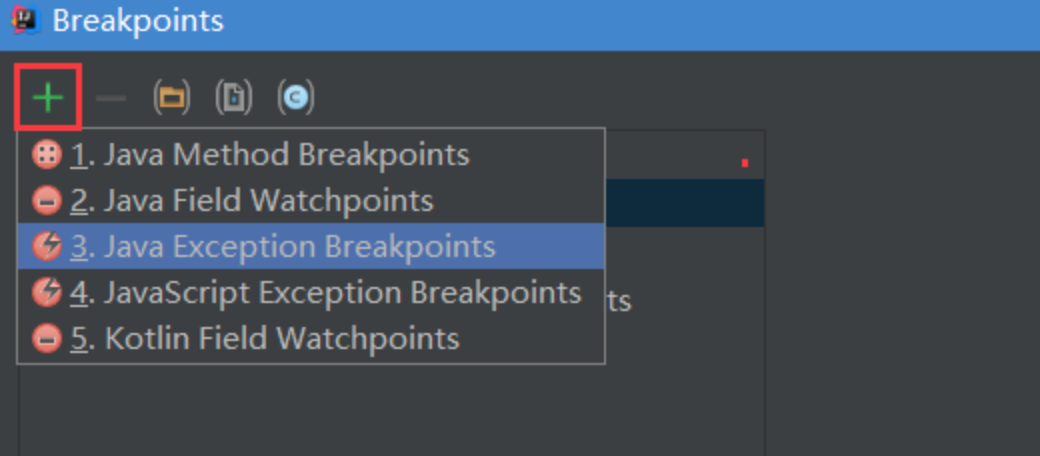 Breakpoints
1. Java Method Breakpoints
2. Java Field Watchpoints
3. Java Exception Breakpoints
4. JavaScript Exception Breakpoints
ts
5. Kotlin Field Watchpoints